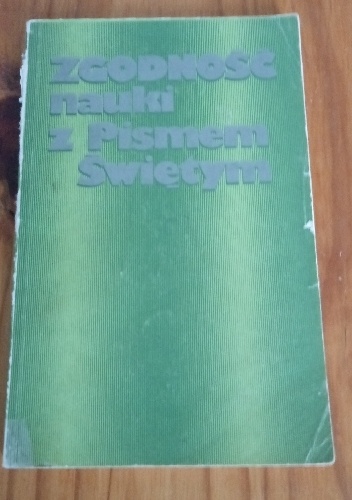 ZGODNOŚĆ
nauki
z Pismem
Świętym